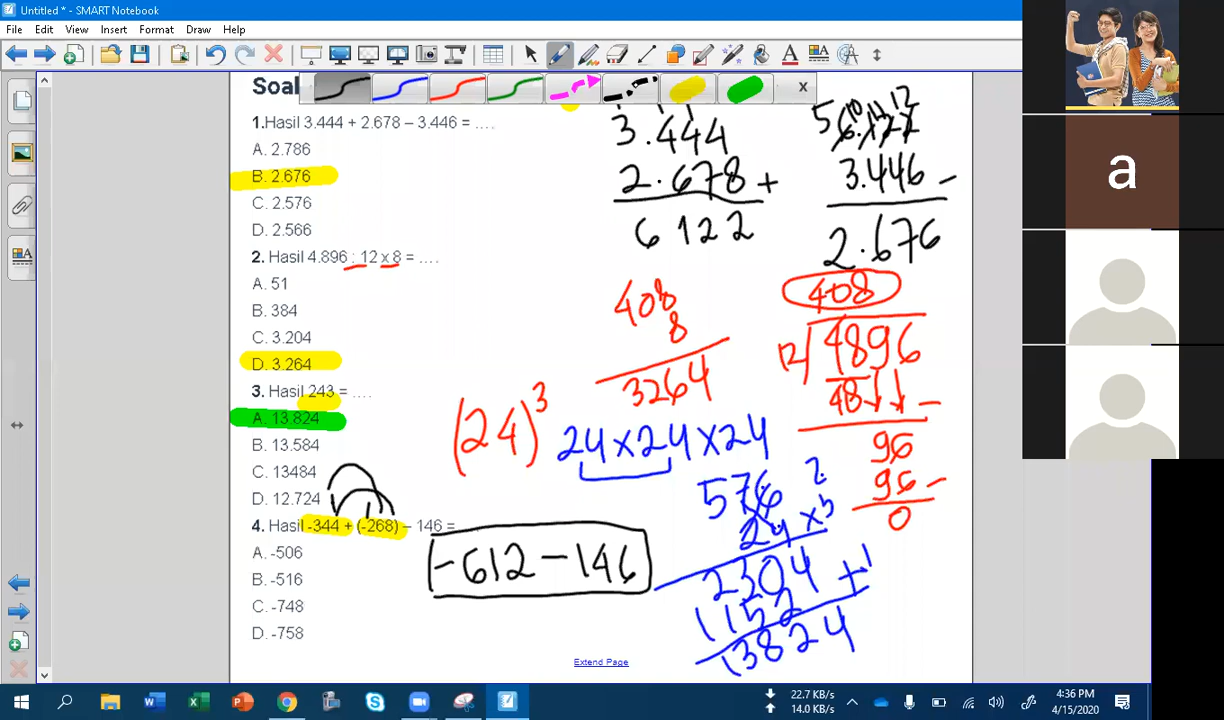 Untitled * - SMART Notebook
File Edit View Insert Format Draw Help
x
Soal
1.Hasil 3.444 + 2.678 – 3.446 = ....
A. 2.786
B. 2.676
C. 2.576
D. 2.566
2. Hasil 4.896 : 12 x 8 = ....
A. 51
B. 384
C. 3.204
D. 3.264
3. Hasil 243 = ....
A. 13.824
B. 13.584
C. 13484
D. 12.724
4. Hasil -344 + (-268) – 146 =
A. -506
B. -516
C. -748
D. -758
3.444
2.678 +
6122
3.446 –
2.676
408
8
3264
408
12 4896
48 –
96
96 –
0
(24)³
24 x 24 x 24
576
24 x
2304 +
1152
13824
-612 – 146
Extend Page
a
22.7 KB/s
14.0 KB/s
4:36 PM
4/15/2020